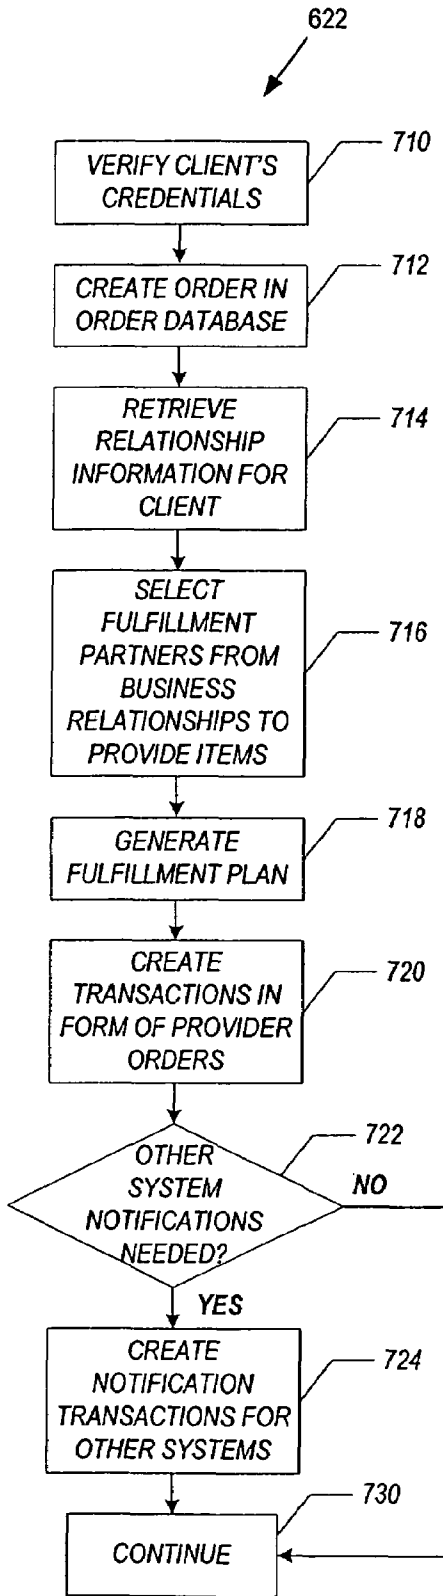 622
710
VERIFY CLIENT'S
CREDENTIALS
712
CREATE ORDER IN
ORDER DATABASE
714
RETRIEVE
RELATIONSHIP
INFORMATION FOR
CLIENT
716
SELECT
FULFILLMENT
PARTNERS FROM
BUSINESS
RELATIONSHIPS TO
PROVIDE ITEMS
718
GENERATE
FULFILLMENT PLAN
720
CREATE
TRANSACTIONS IN
FORM OF PROVIDER
ORDERS
722
OTHER
SYSTEM
NOTIFICATIONS
NEEDED?
NO
YES
724
CREATE
NOTIFICATION
TRANSACTIONS FOR
OTHER SYSTEMS
730
CONTINUE